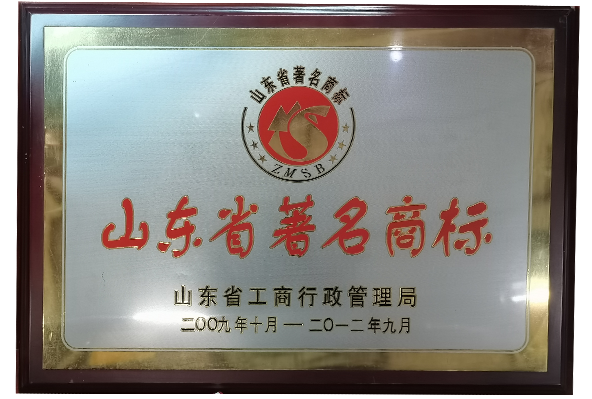 山东省著名商标
ZMSB
山东省著名商标
山东省工商行政管理局
二〇〇九年十月一二〇一二年九月